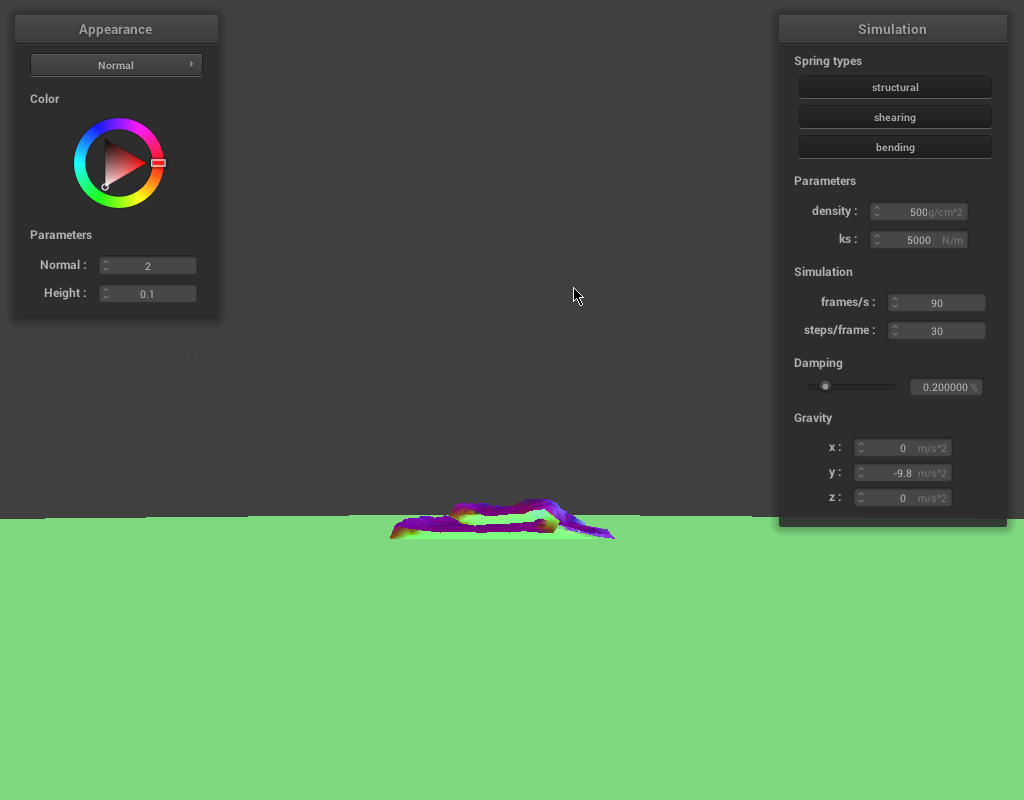 Appearance
Normal
Color
Parameters
Normal : 2
Height : 0.1
Simulation
Spring types
structural
shearing
bending
Parameters
density : 500 g/cm^2
ks : 5000 N/m
Simulation
frames/s : 90
steps/frame : 30
Damping
0.200000 %
Gravity
x : 0 m/s^2
y : -9.8 m/s^2
z : 0 m/s^2